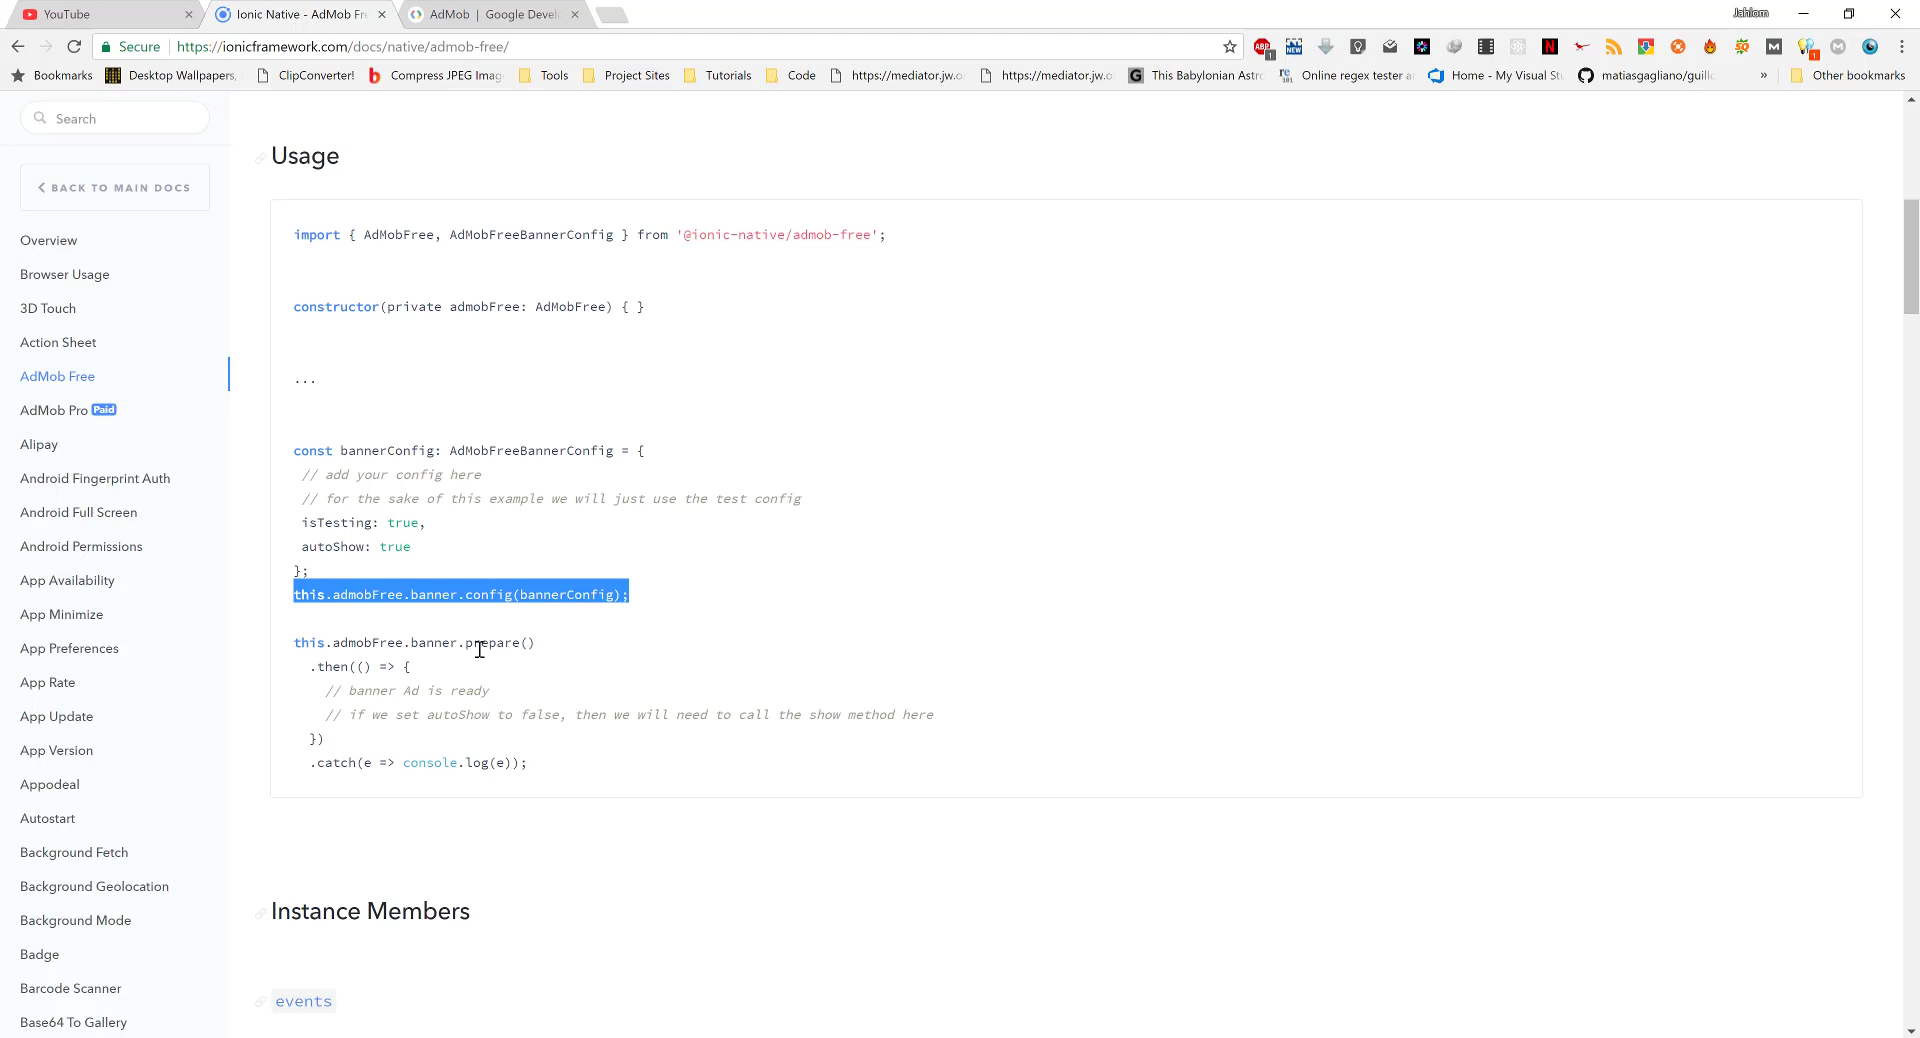 YouTube
Ionic Native - AdMob Fre
AdMob | Google Devel
Jahlom
Secure
https://ionicframework.com/docs/native/admob-free/
Bookmarks
Desktop Wallpapers,
ClipConverter!
Compress JPEG Imag
Tools
Project Sites
Tutorials
Code
https://mediator.jw.o
https://mediator.jw.o
This Babylonian Astr
Online regex tester a
Home - My Visual Stu
matiasgagliano/guillo
»
Other bookmarks
Search
BACK TO MAIN DOCS
Overview
Browser Usage
3D Touch
Action Sheet
AdMob Free
AdMob Pro Paid
Alipay
Android Fingerprint Auth
Android Full Screen
Android Permissions
App Availability
App Minimize
App Preferences
App Rate
App Update
App Version
Appodeal
Autostart
Background Fetch
Background Geolocation
Background Mode
Badge
Barcode Scanner
Base64 To Gallery
Usage
import { AdMobFree, AdMobFreeBannerConfig } from '@ionic-native/admob-free';
constructor(private admobFree: AdMobFree) { }
...
const bannerConfig: AdMobFreeBannerConfig = {
// add your config here
// for the sake of this example we will just use the test config
isTesting: true,
autoShow: true
};
this.admobFree.banner.config(bannerConfig);
this.admobFree.banner.prepare()
.then(() => {
// banner Ad is ready
// if we set autoShow to false, then we will need to call the show method here
})
.catch(e => console.log(e));
Instance Members
events